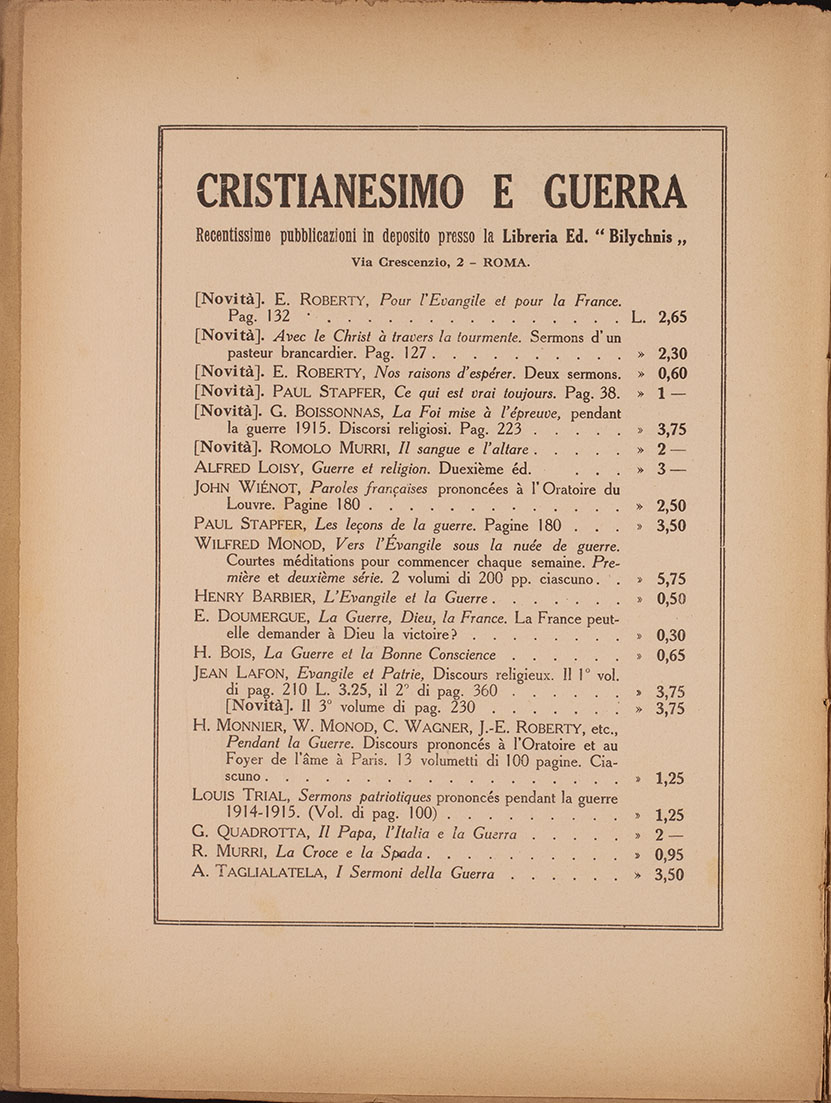 CRISTIANESIMO E GUERRA
Recentissime pubblicazioni in deposito presso la Libreria Ed. “ Bilychnis „
Via Crescenzio, 2 - ROMA.
[Novità]. E. ROBERTY, Pour l'Evangile et pour la France.
Pag. 132 . . . . . . . . . . . . . . . . L. 2,65
[Novità]. Avec le Christ à travers la tourmente. Sermons d'un
pasteur brancardier. Pag. 127 . . . . . . . . . . » 2,30
[Novità]. E. ROBERTY, Nos raisons d'espérer. Deux sermons. » 0,60
[Novità]. PAUL STAPFER, Ce qui est vrai toujours. Pag. 38. » 1 —
[Novità]. G. BOISSONNAS, La Foi mise à l'épreuve, pendant
la guerre 1915. Discorsi religiosi. Pag. 223 . . . . . » 3,75
[Novità]. ROMOLO MURRI, Il sangue e l'altare . . . . . » 2 —
ALFRED LOISY, Guerre et religion. Duexième éd. . . . » 3 —
JOHN WIÉNOT, Paroles françaises prononcées à l'Oratoire du
Louvre. Pagine 180 . . . . . . . . . . . . . » 2,50
PAUL STAPFER, Les leçons de la guerre. Pagine 180 . . . » 3,50
WILFRED MONOD, Vers l'Évangile sous la nuée de guerre.
Courtes méditations pour commencer chaque semaine. Pre-
mière et deuxième série. 2 volumi di 200 pp. ciascuno. . » 5,75
HENRY BARBIER, L'Evangile et la Guerre . . . . . . . » 0,50
E. DOUMERGUE, La Guerre, Dieu, la France. La France peut-
elle demander à Dieu la victoire? . . . . . . . . » 0,30
H. BOIS, La Guerre et la Bonne Conscience . . . . . . » 0,65
JEAN LAFON, Evangile et Patrie, Discours religieux. Il 1° vol.
di pag. 210 L. 3.25, il 2° di pag. 360 . . . . . . » 3,75
[Novità]. Il 3° volume di pag. 230 . . . . . . . » 3,75
H. MONNIER, W. MONOD, C. WAGNER, J.-E. ROBERTY, etc.,
Pendant la Guerre. Discours prononcés à l'Oratoire et au
Foyer de l'âme à Paris. 13 volumetti di 100 pagine. Cia-
scuno . . . . . . . . . . . . . . . . . . » 1,25
LOUIS TRIAL, Sermons patriotiques prononcés pendant la guerre
1914-1915. (Vol. di pag. 100) . . . . . . . . . » 1,25
G. QUADROTTA, Il Papa, l'Italia e la Guerra . . . . . » 2 —
R. MURRI, La Croce e la Spada . . . . . . . . . . » 0,95
A. TAGLIALATELA, I Sermoni della Guerra . . . . . . » 3,50